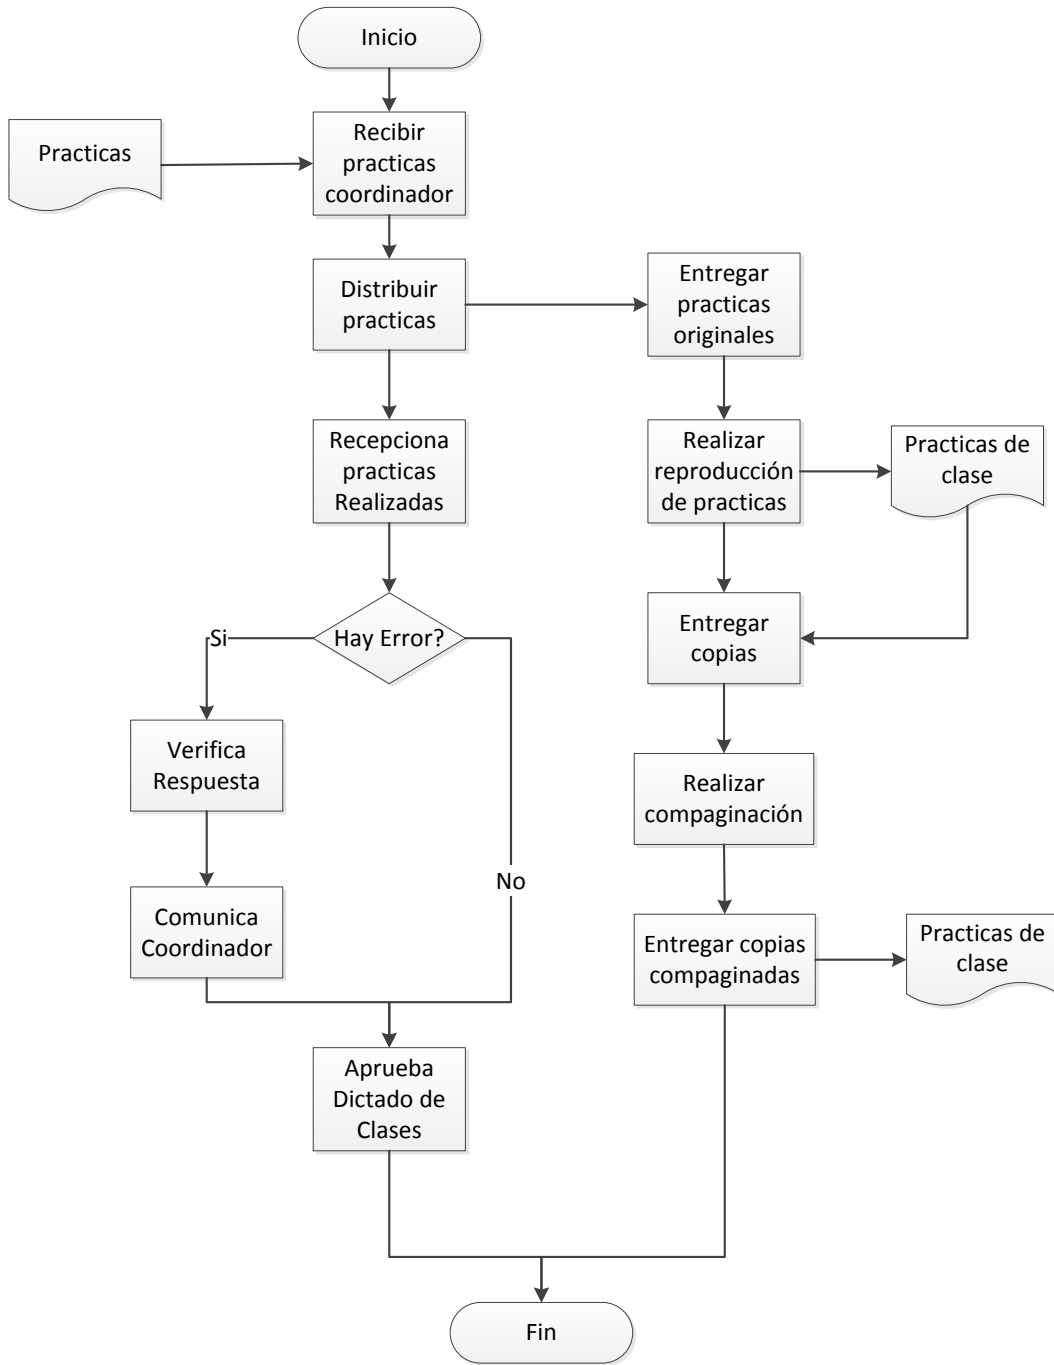 Inicio
Practicas
Recibir
practicas
coordinador
Distribuir
practicas
Entregar
practicas
originales
Recepciona
practicas
Realizadas
Realizar
reproducción
de practicas
Practicas de
clase
Hay Error?
Si
No
Entregar
copias
Verifica
Respuesta
Realizar
compaginación
Comunica
Coordinador
Entregar copias
compaginadas
Practicas de
clase
Aprueba
Dictado de
Clases
Fin